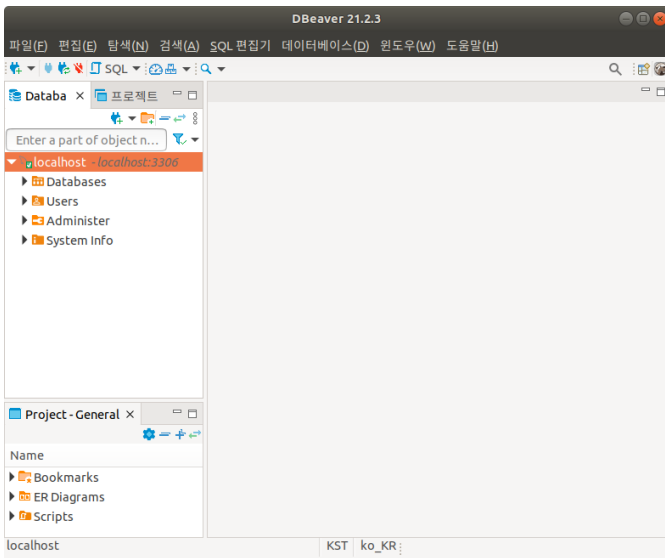 DBeaver 21.2.3
파일(F) 편집(E) 탐색(N) 검색(A) SQL 편집기 데이터베이스(D) 윈도우(W) 도움말(H)
SQL
Databa 프로젝트
Enter a part of object n...
localhost - localhost:3306
Databases
Users
Administer
System Info
Project - General
Name
Bookmarks
ER Diagrams
Scripts
localhost KST ko_KR